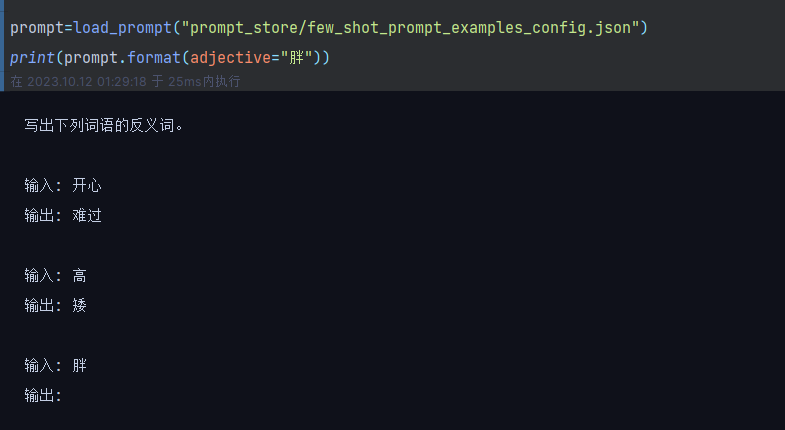 prompt=load_prompt("prompt_store/few_shot_prompt_examples_config.json")
print(prompt.format(adjective="胖"))
在 2023.10.12 01:29:18 于 25ms内执行
写出下列词语的反义词。
输入: 开心
输出: 难过
输入: 高
输出: 矮
输入: 胖
输出: